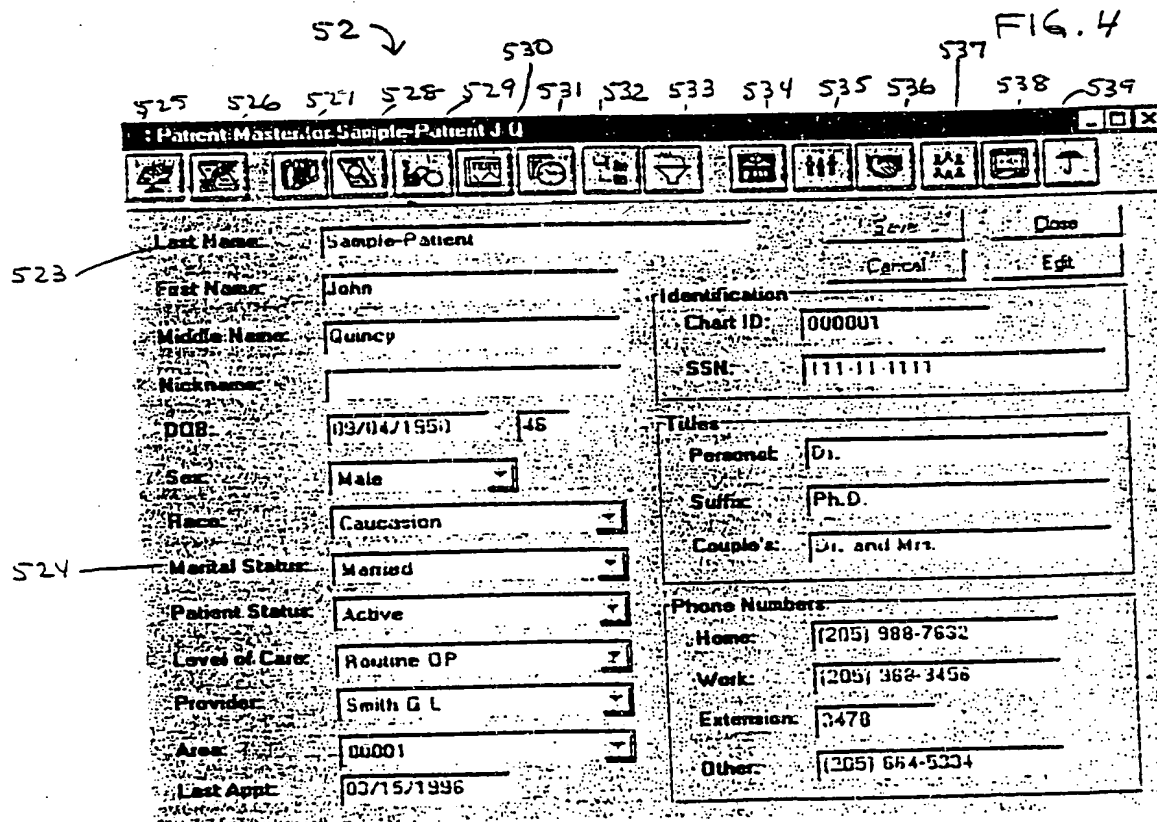 FIG. 4
52
530
537
525 526 527 528 529 531 532 533 534 535 536 538 539
: Patient Master for Sample-Patient J Q
Last Name: Sample-Patient
Save Close
523
Cancel Edit
First Name: John
Identification
Chart ID: 000001
Middle Name: Quincy
SSN: 111-11-1111
Nickname:
Titles
DOB: 09/04/1950 46
Personal: Dr.
Sex: Male
Suffix: Ph.D.
Race: Caucasion
Couple's: Dr. and Mrs.
524
Marital Status: Married
Phone Numbers
Patient Status: Active
Home: (205) 988-7632
Level of Care: Routine OP
Work: (205) 968-3456
Provider: Smith G L
Extension: 3478
Area: 00001
Other: (205) 664-5334
Last Appt: 03/15/1996